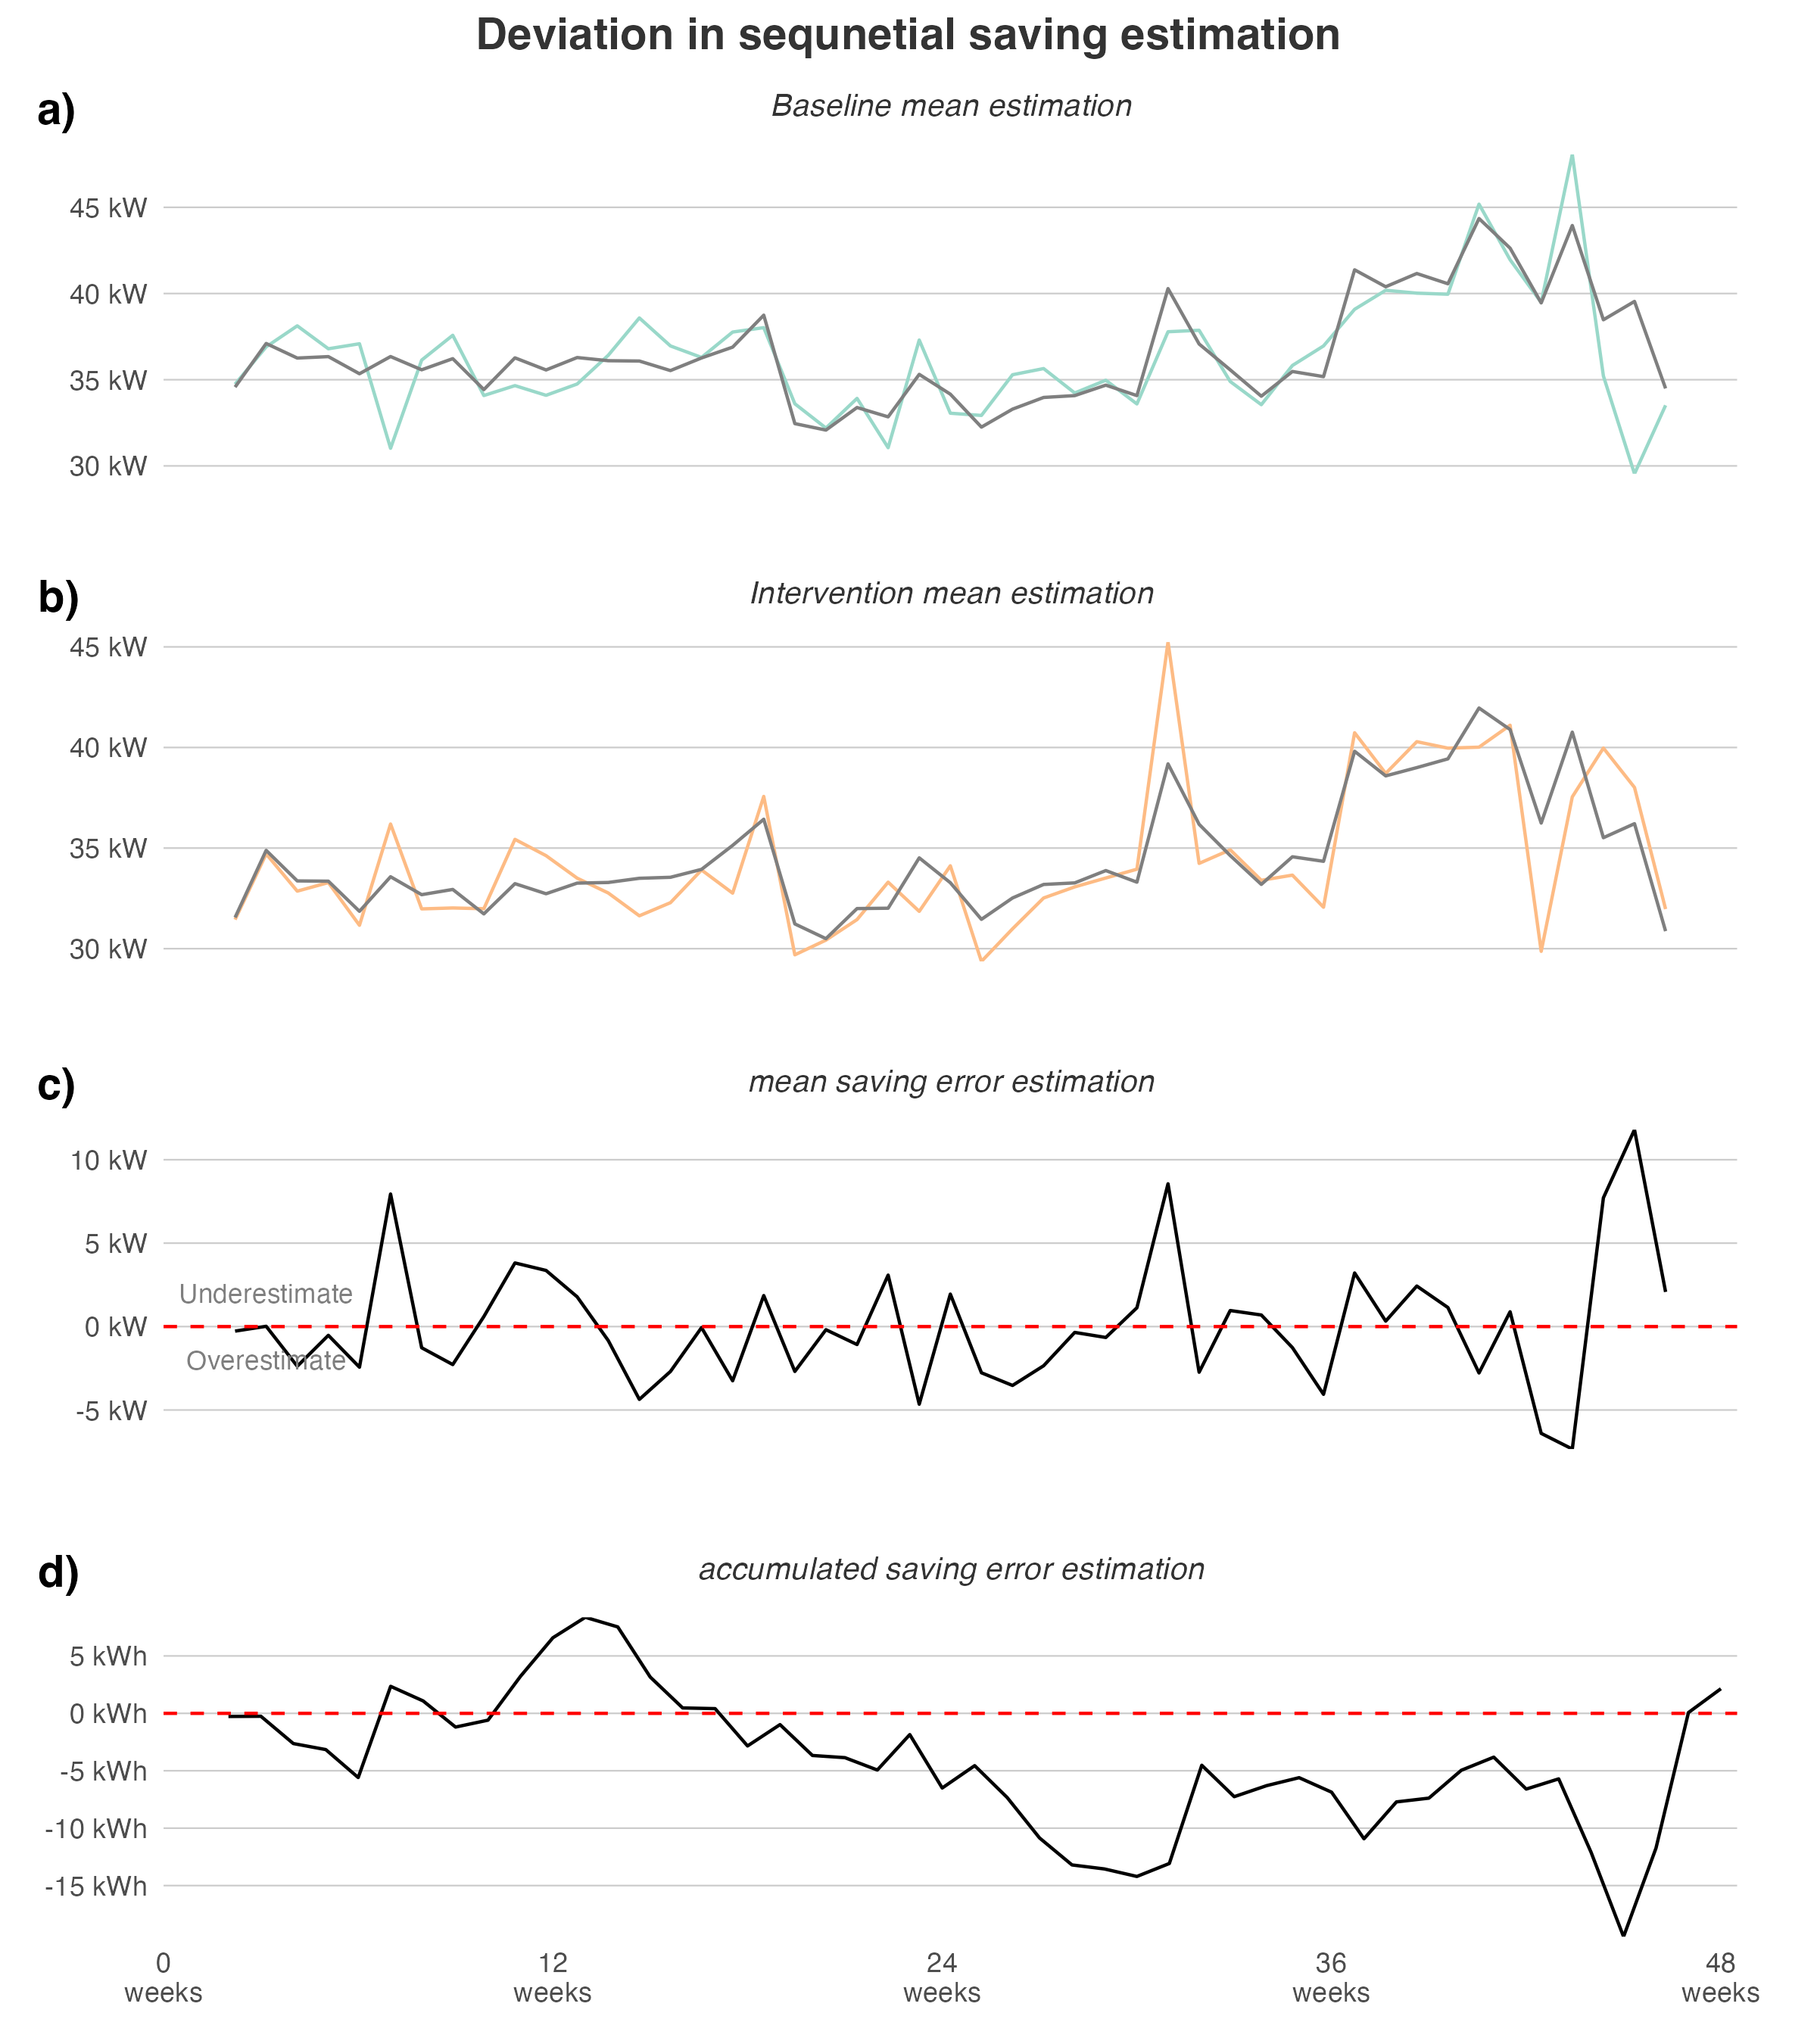 Deviation in sequnetial saving estimation
a)
Baseline mean estimation
45 kW
40 kW
35 kW
30 kW
b)
Intervention mean estimation
45 kW
40 kW
35 kW
30 kW
c)
mean saving error estimation
10 kW
5 kW
Underestimate
0 kW
Overestimate
-5 kW
d)
accumulated saving error estimation
5 kWh
0 kWh
-5 kWh
-10 kWh
-15 kWh
0 12 24 36 48
weeks weeks weeks weeks weeks